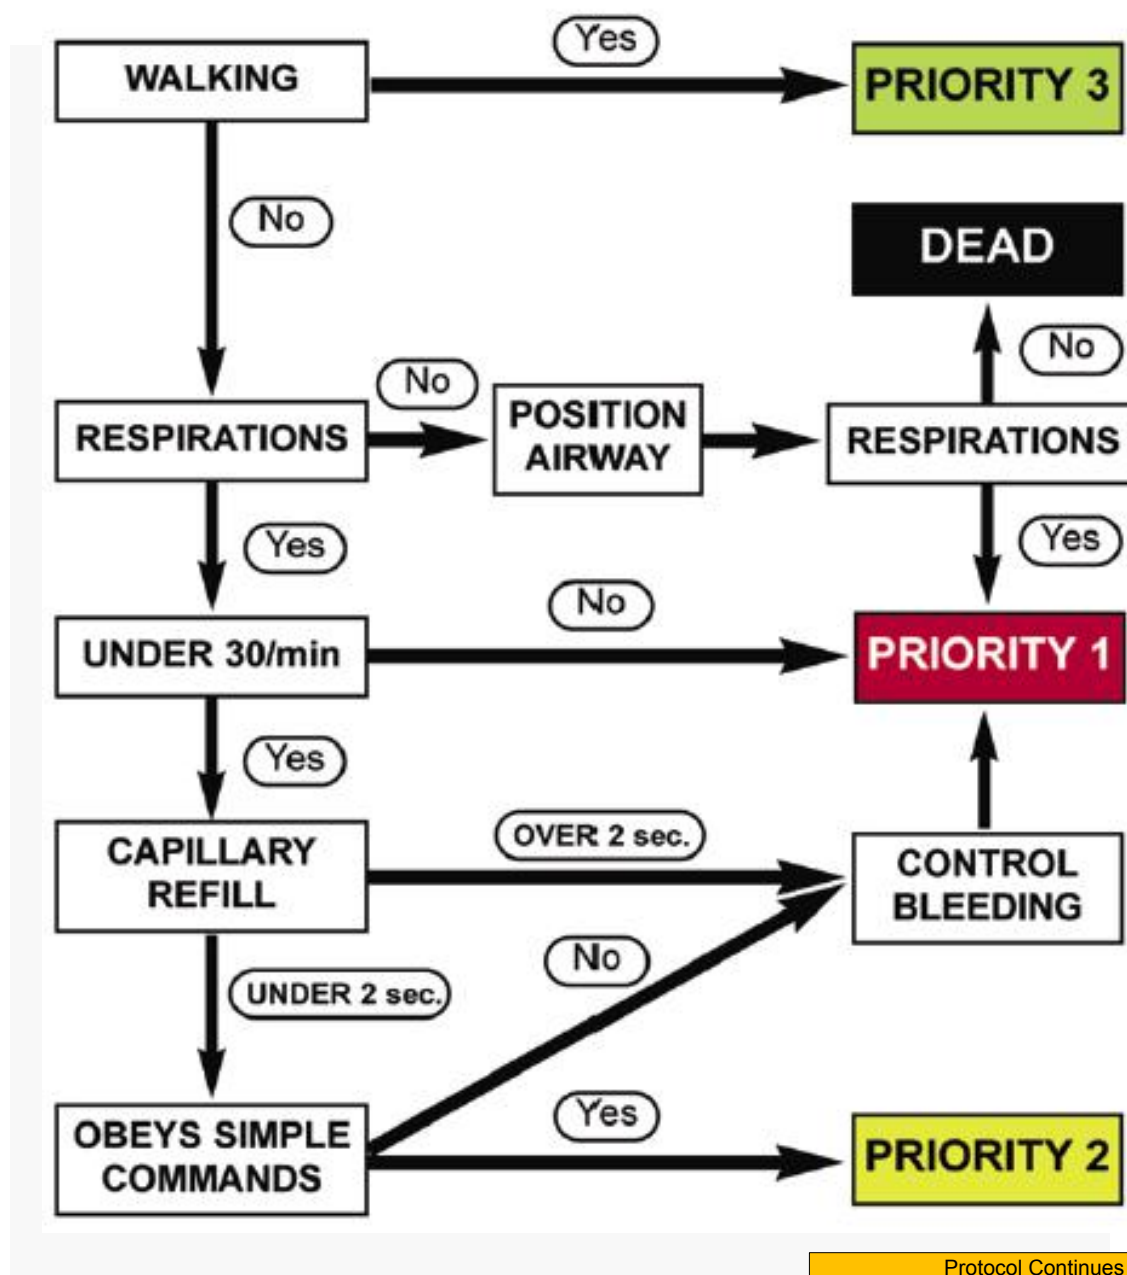 Yes
WALKING
PRIORITY 3
No
DEAD
No
No
RESPIRATIONS
POSITION
AIRWAY
RESPIRATIONS
Yes
Yes
No
UNDER 30/min
PRIORITY 1
Yes
OVER 2 sec.
CAPILLARY
REFILL
CONTROL
BLEEDING
No
UNDER 2 sec.
Yes
OBEYS SIMPLE
COMMANDS
PRIORITY 2
Protocol Continues